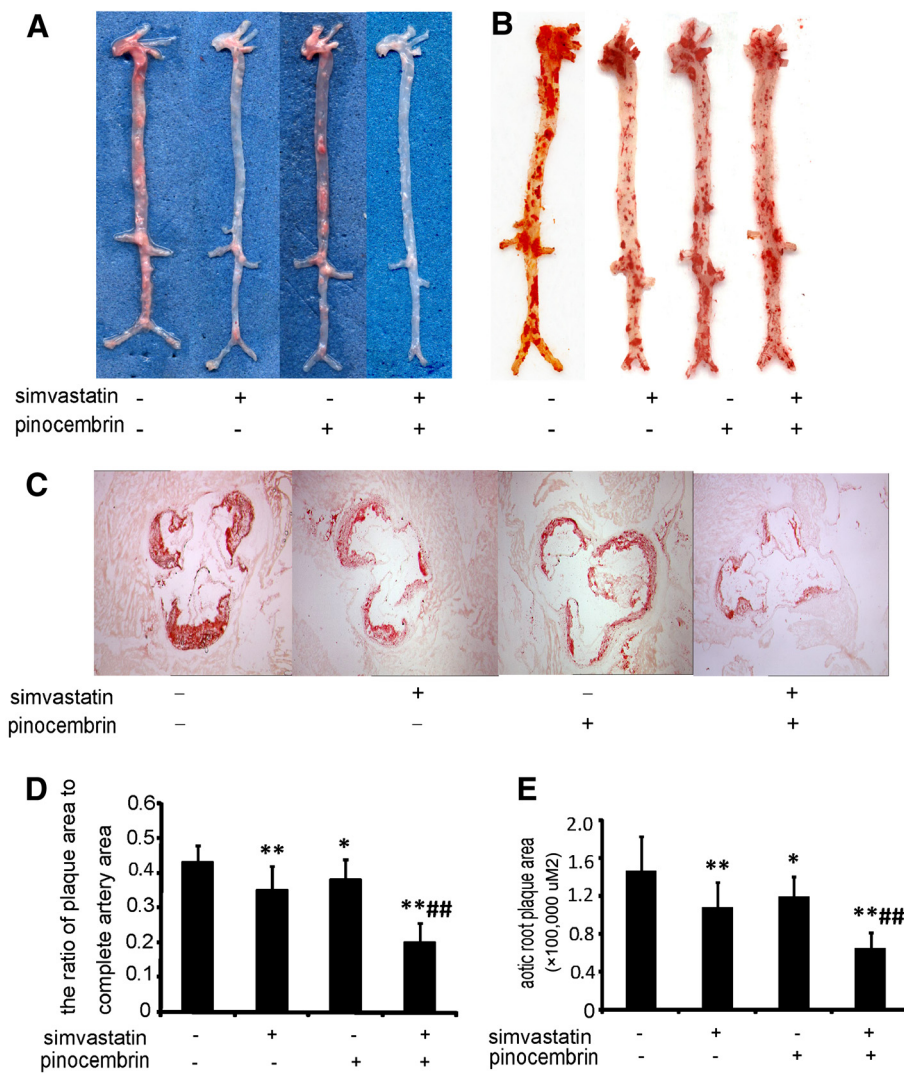 A
B
simvastatin - + - +
pinocembrin - - + +
- + - +
- - + +
C
simvastatin − + − +
pinocembrin − − + +
D
the ratio of plaque area to
complete artery area
0.6
0.5
0.4
0.3
0.2
0.1
0
**
*
**##
simvastatin - + - +
pinocembrin - - + +
E
aotic root plaque area
(×100,000 uM2)
2.0
1.6
1.2
0.8
0.4
0
**
*
**##
simvastatin - + - +
pinocembrin - - + +